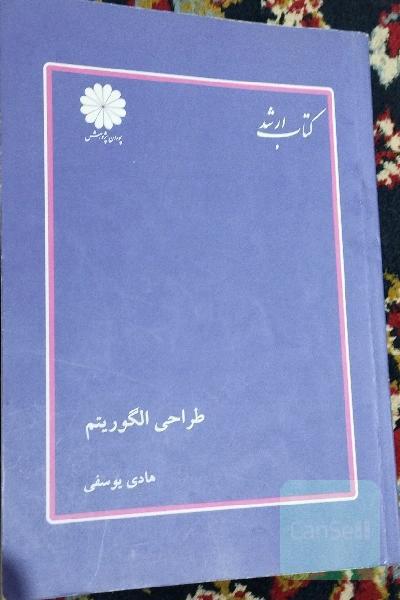 کتاب ارشد
پوران پژوهش
طراحی الگوریتم
هادی یوسفی
CanSell